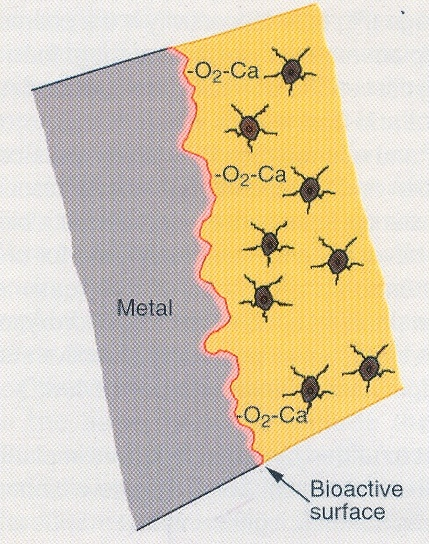 -O₂-Ca
-O₂-Ca
Metal
-O₂-Ca
Bioactive
surface